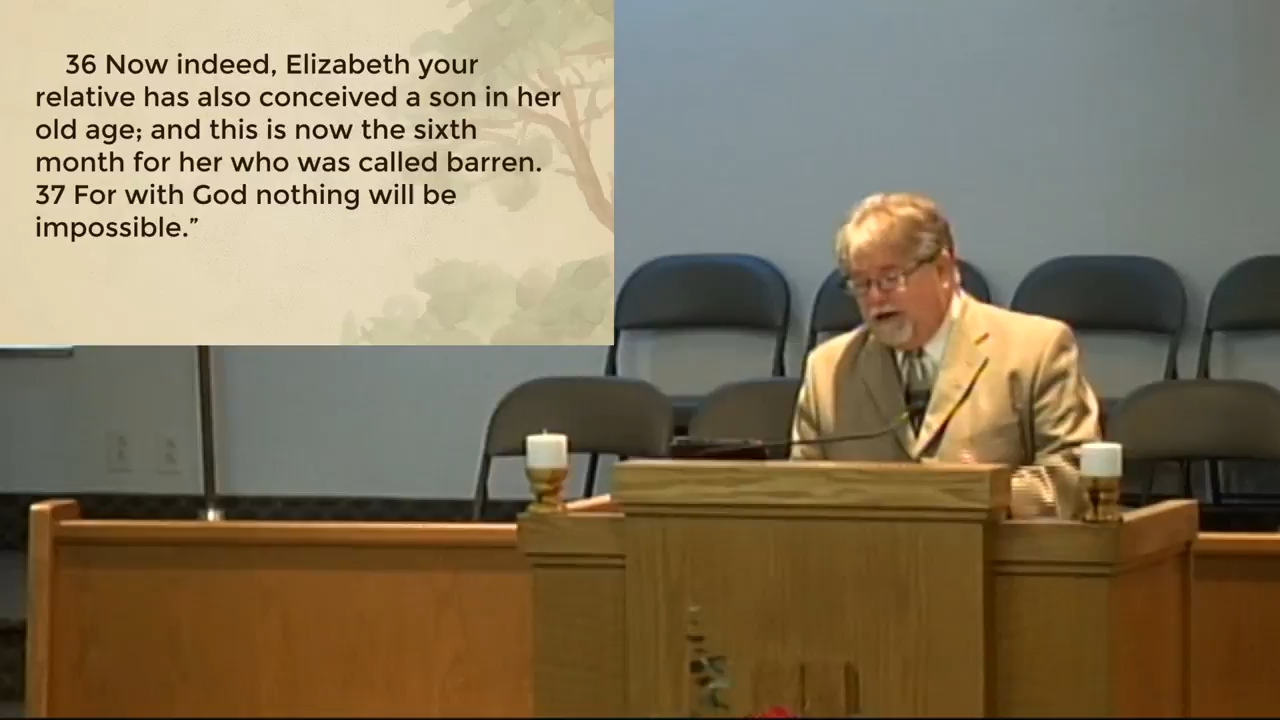 36 Now indeed, Elizabeth your
relative has also conceived a son in her
old age; and this is now the sixth
month for her who was called barren.
37 For with God nothing will be
impossible.”